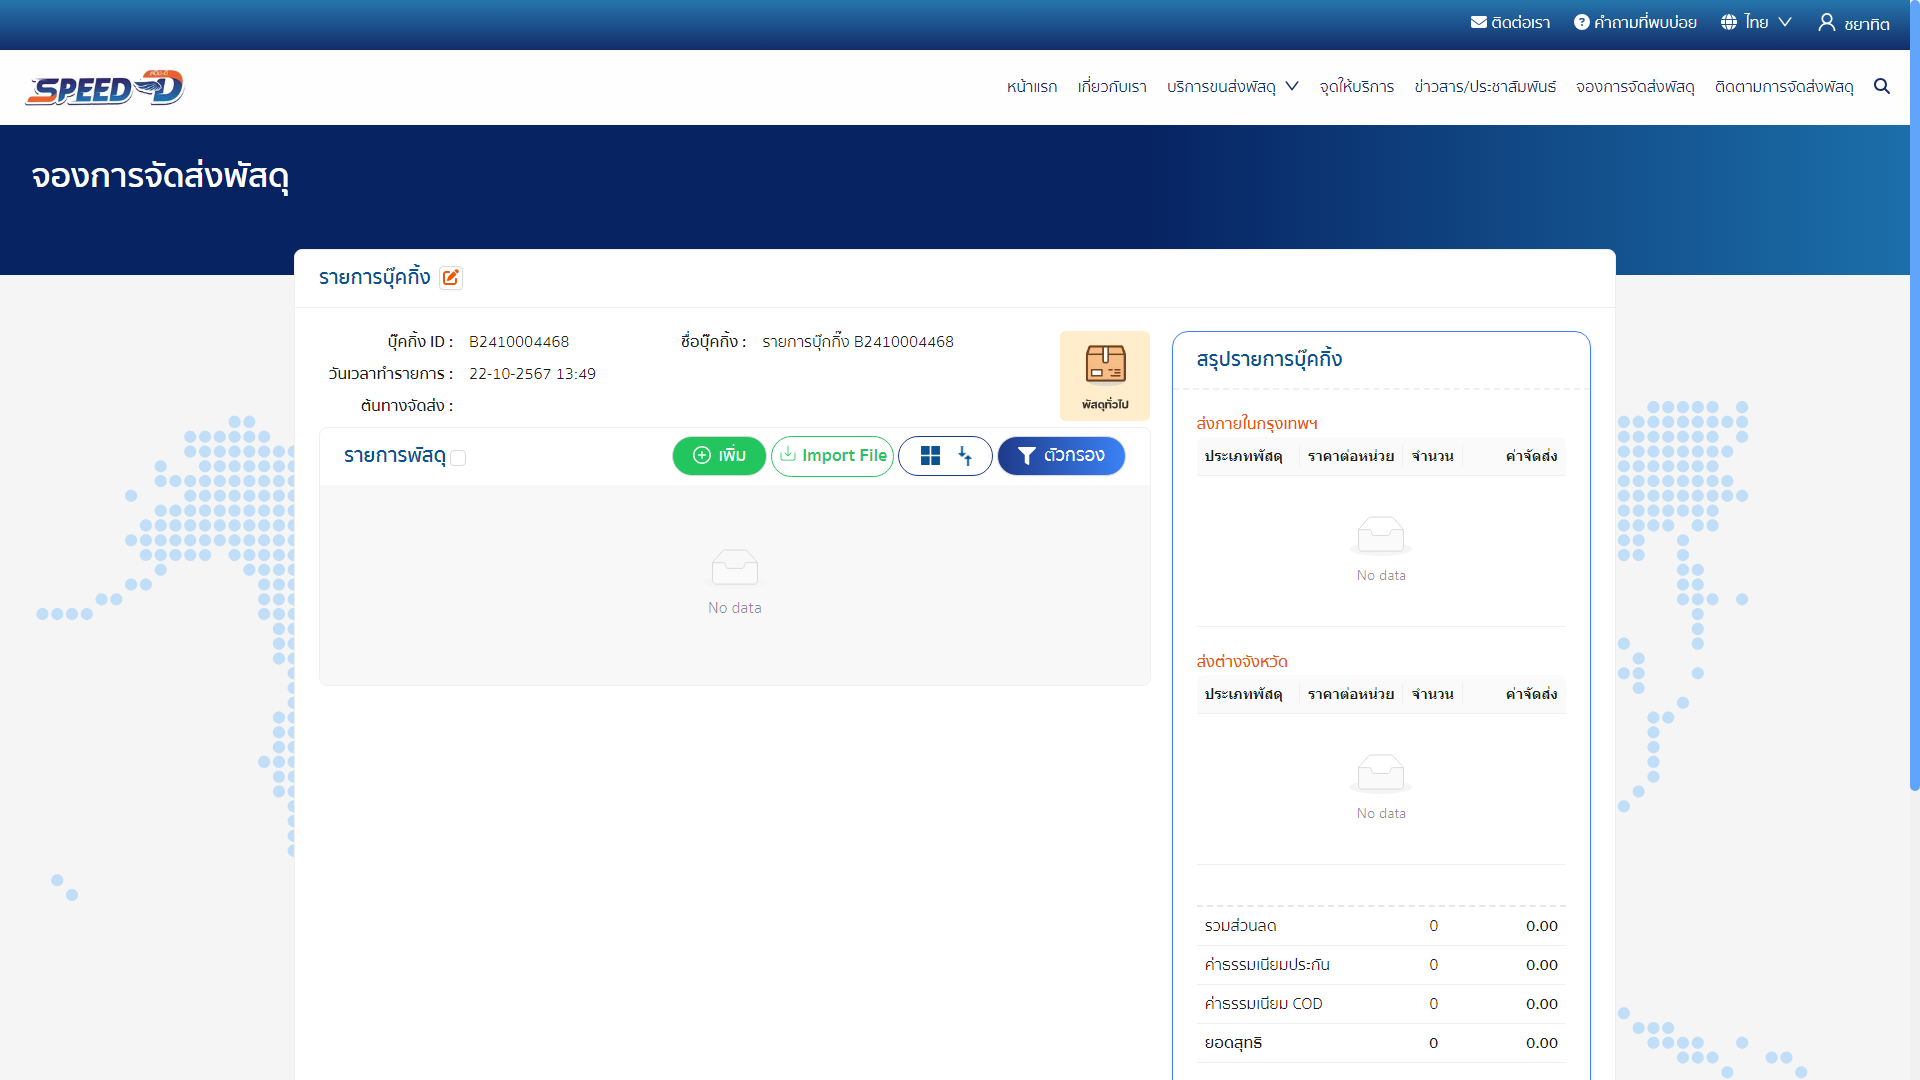 ติดต่อเรา
คำถามที่พบบ่อย
ไทย
ชยาทิต
SPEED-D
หน้าแรก
เกี่ยวกับเรา
บริการขนส่งพัสดุ
จุดให้บริการ
ข่าวสาร/ประชาสัมพันธ์
จองการจัดส่งพัสดุ
ติดตามการจัดส่งพัสดุ
จองการจัดส่งพัสดุ
รายการบุ๊คกิ้ง
บุ๊คกิ้ง ID : B2410004468
ชื่อบุ๊คกิ้ง : รายการบุ๊กกิ๊ง B2410004468
วันเวลาทำรายการ : 22-10-2567 13:49
ต้นทางจัดส่ง :
พัสดุทั่วไป
รายการพัสดุ
เพิ่ม
Import File
ตัวกรอง
No data
สรุปรายการบุ๊คกิ้ง
ส่งภายในกรุงเทพฯ
ประเภทพัสดุ ราคาต่อหน่วย จำนวน ค่าจัดส่ง
No data
ส่งต่างจังหวัด
ประเภทพัสดุ ราคาต่อหน่วย จำนวน ค่าจัดส่ง
No data
รวมส่วนลด 0 0.00
ค่าธรรมเนียมประกัน 0 0.00
ค่าธรรมเนียม COD 0 0.00
ยอดสุทธิ 0 0.00